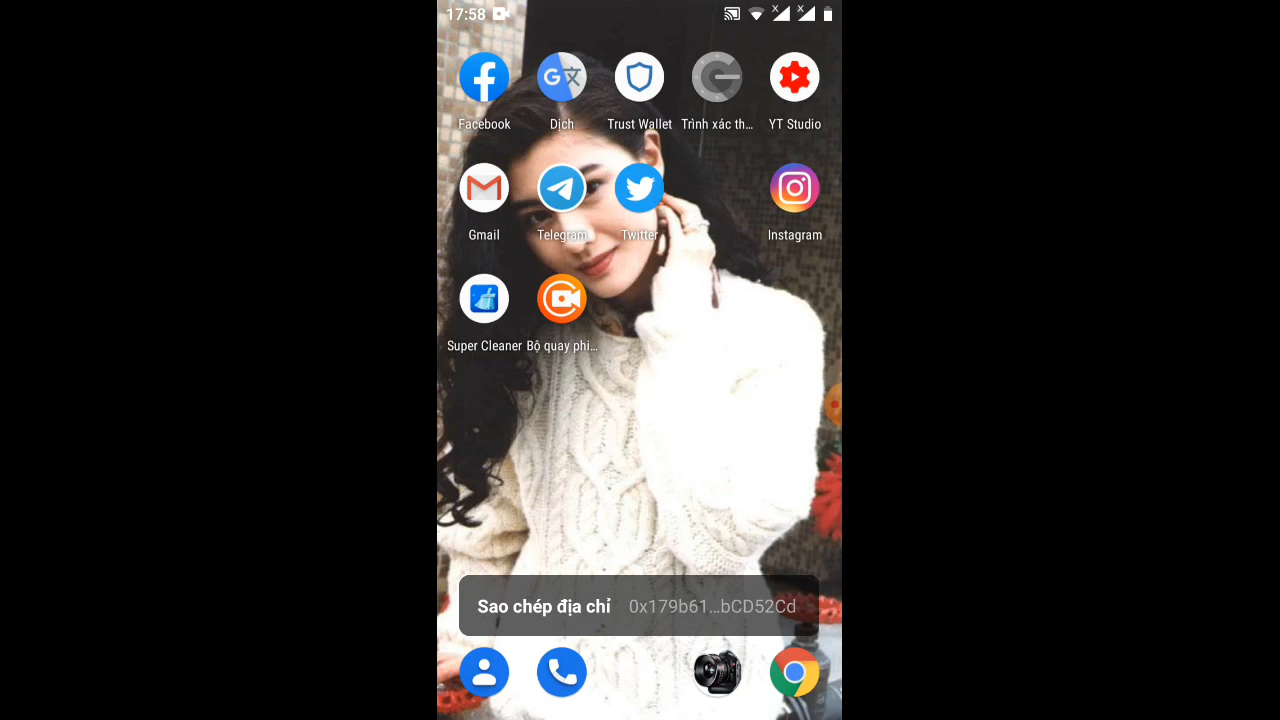 17:58
Facebook
Dịch
Trust Wallet
Trình xác th...
YT Studio
Gmail
Telegram
Twitter
Instagram
Super Cleaner
Bộ quay phi...
Sao chép địa chỉ 0x179b61...bCD52Cd